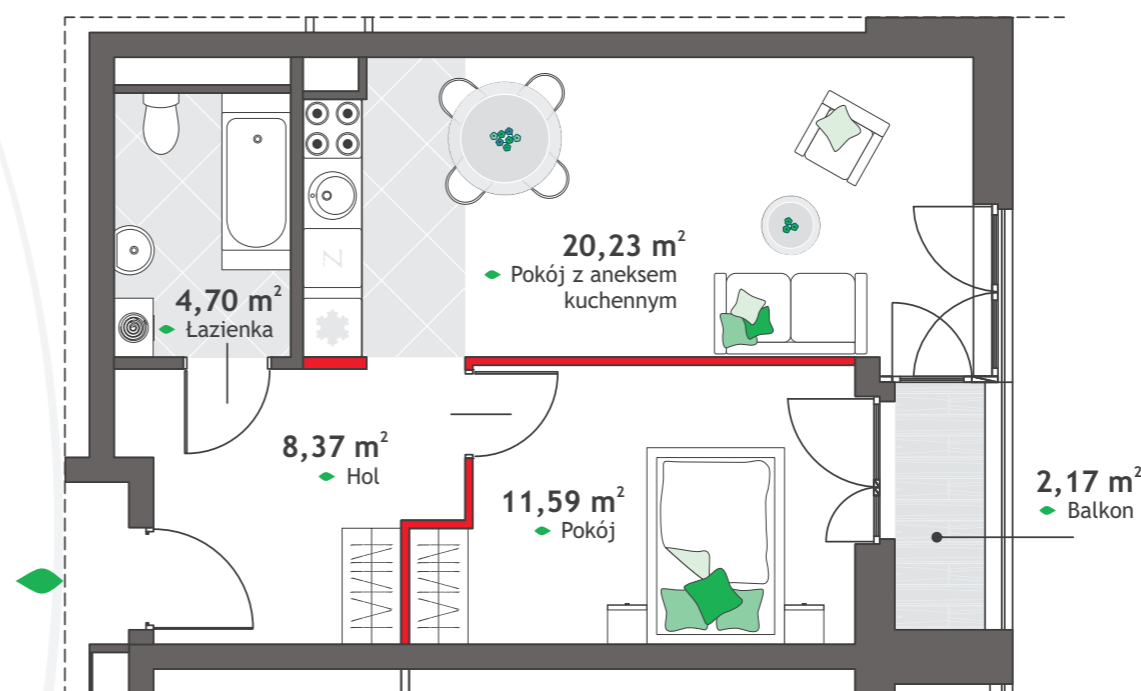 20,23 m²
Pokój z aneksem
kuchennym
4,70 m²
Łazienka
N
8,37 m²
Hol
11,59 m²
Pokój
2,17 m²
Balkon